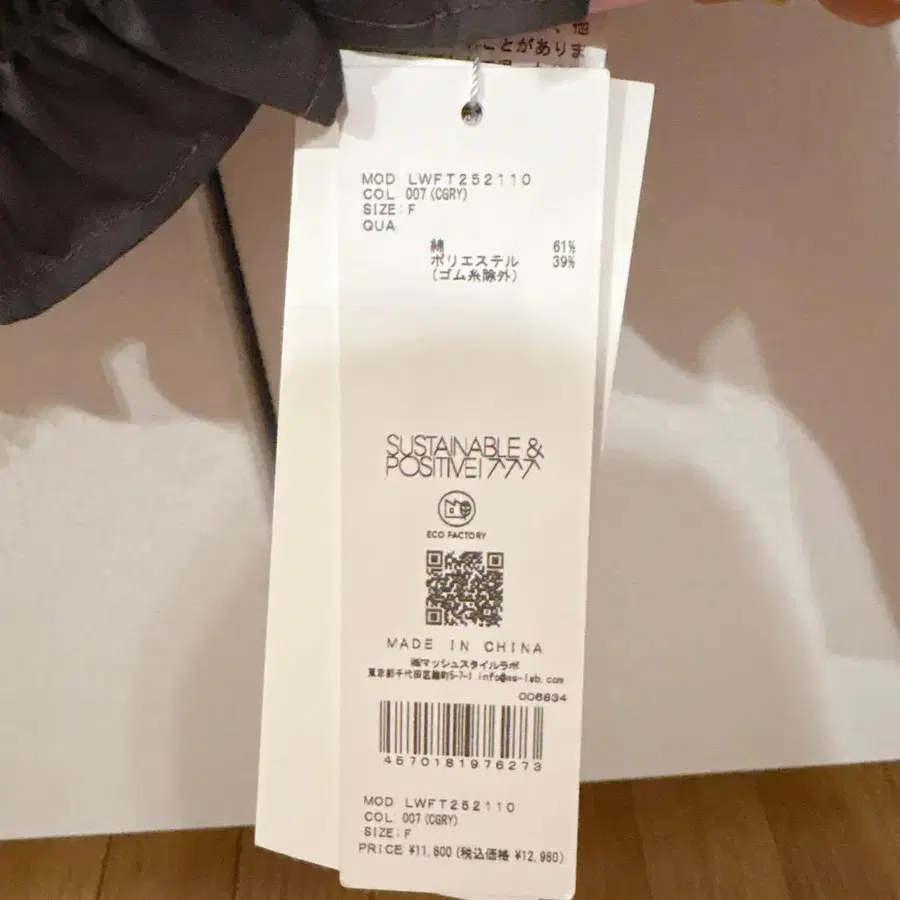 、他
ことがありま
MOD LWFT252110
COL 007(CGRY)
SIZE:F
QUA
綿 61%
ポリエステル 39%
(ゴム糸除外)
SUSTAINABLE &
POSITIVE! ↗↗↗
ECO FACTORY
MADE IN CHINA
㈱マッシュスタイルラボ
東京都千代田区麹町5-7-1 info@ms-lab.com
006834
4570181976273
MOD LWFT252110
COL 007(CGRY)
SIZE:F
PRICE ¥11,800(税込価格 ¥12,980)